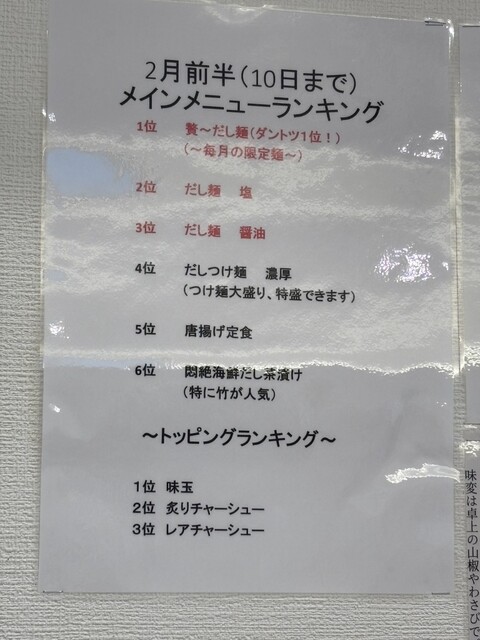 2月前半（10日まで）
メインメニューランキング
1位 贅～だし麺（ダントツ1位！）
（～毎月の限定麺～）
2位 だし麺 塩
3位 だし麺 醤油
4位 だしつけ麺 濃厚
（つけ麺大盛り、特盛できます）
5位 唐揚げ定食
6位 悶絶海鮮だし茶漬け
（特に竹が人気）
～トッピングランキング～
1位 味玉
2位 炙りチャーシュー
3位 レアチャーシュー
味変は卓上の山椒やわさびで